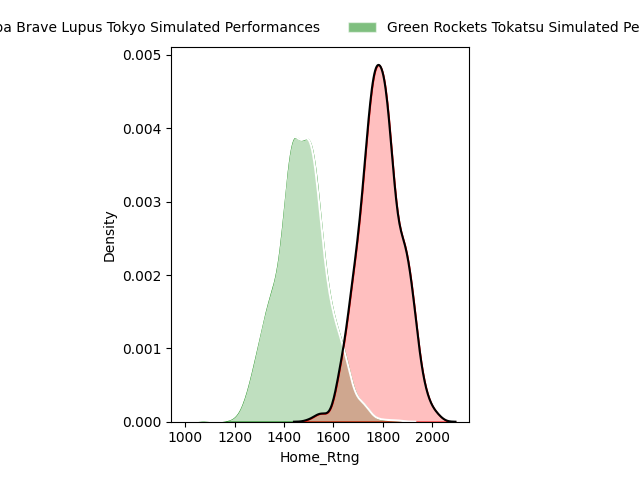 Brave Lupus Tokyo Simulated Performances
Green Rockets Tokatsu Simulated
0.005
0.004
0.003
0.002
0.001
0.000
Density
1000 1200 1400 1600 1800 2000
Home_Rtng